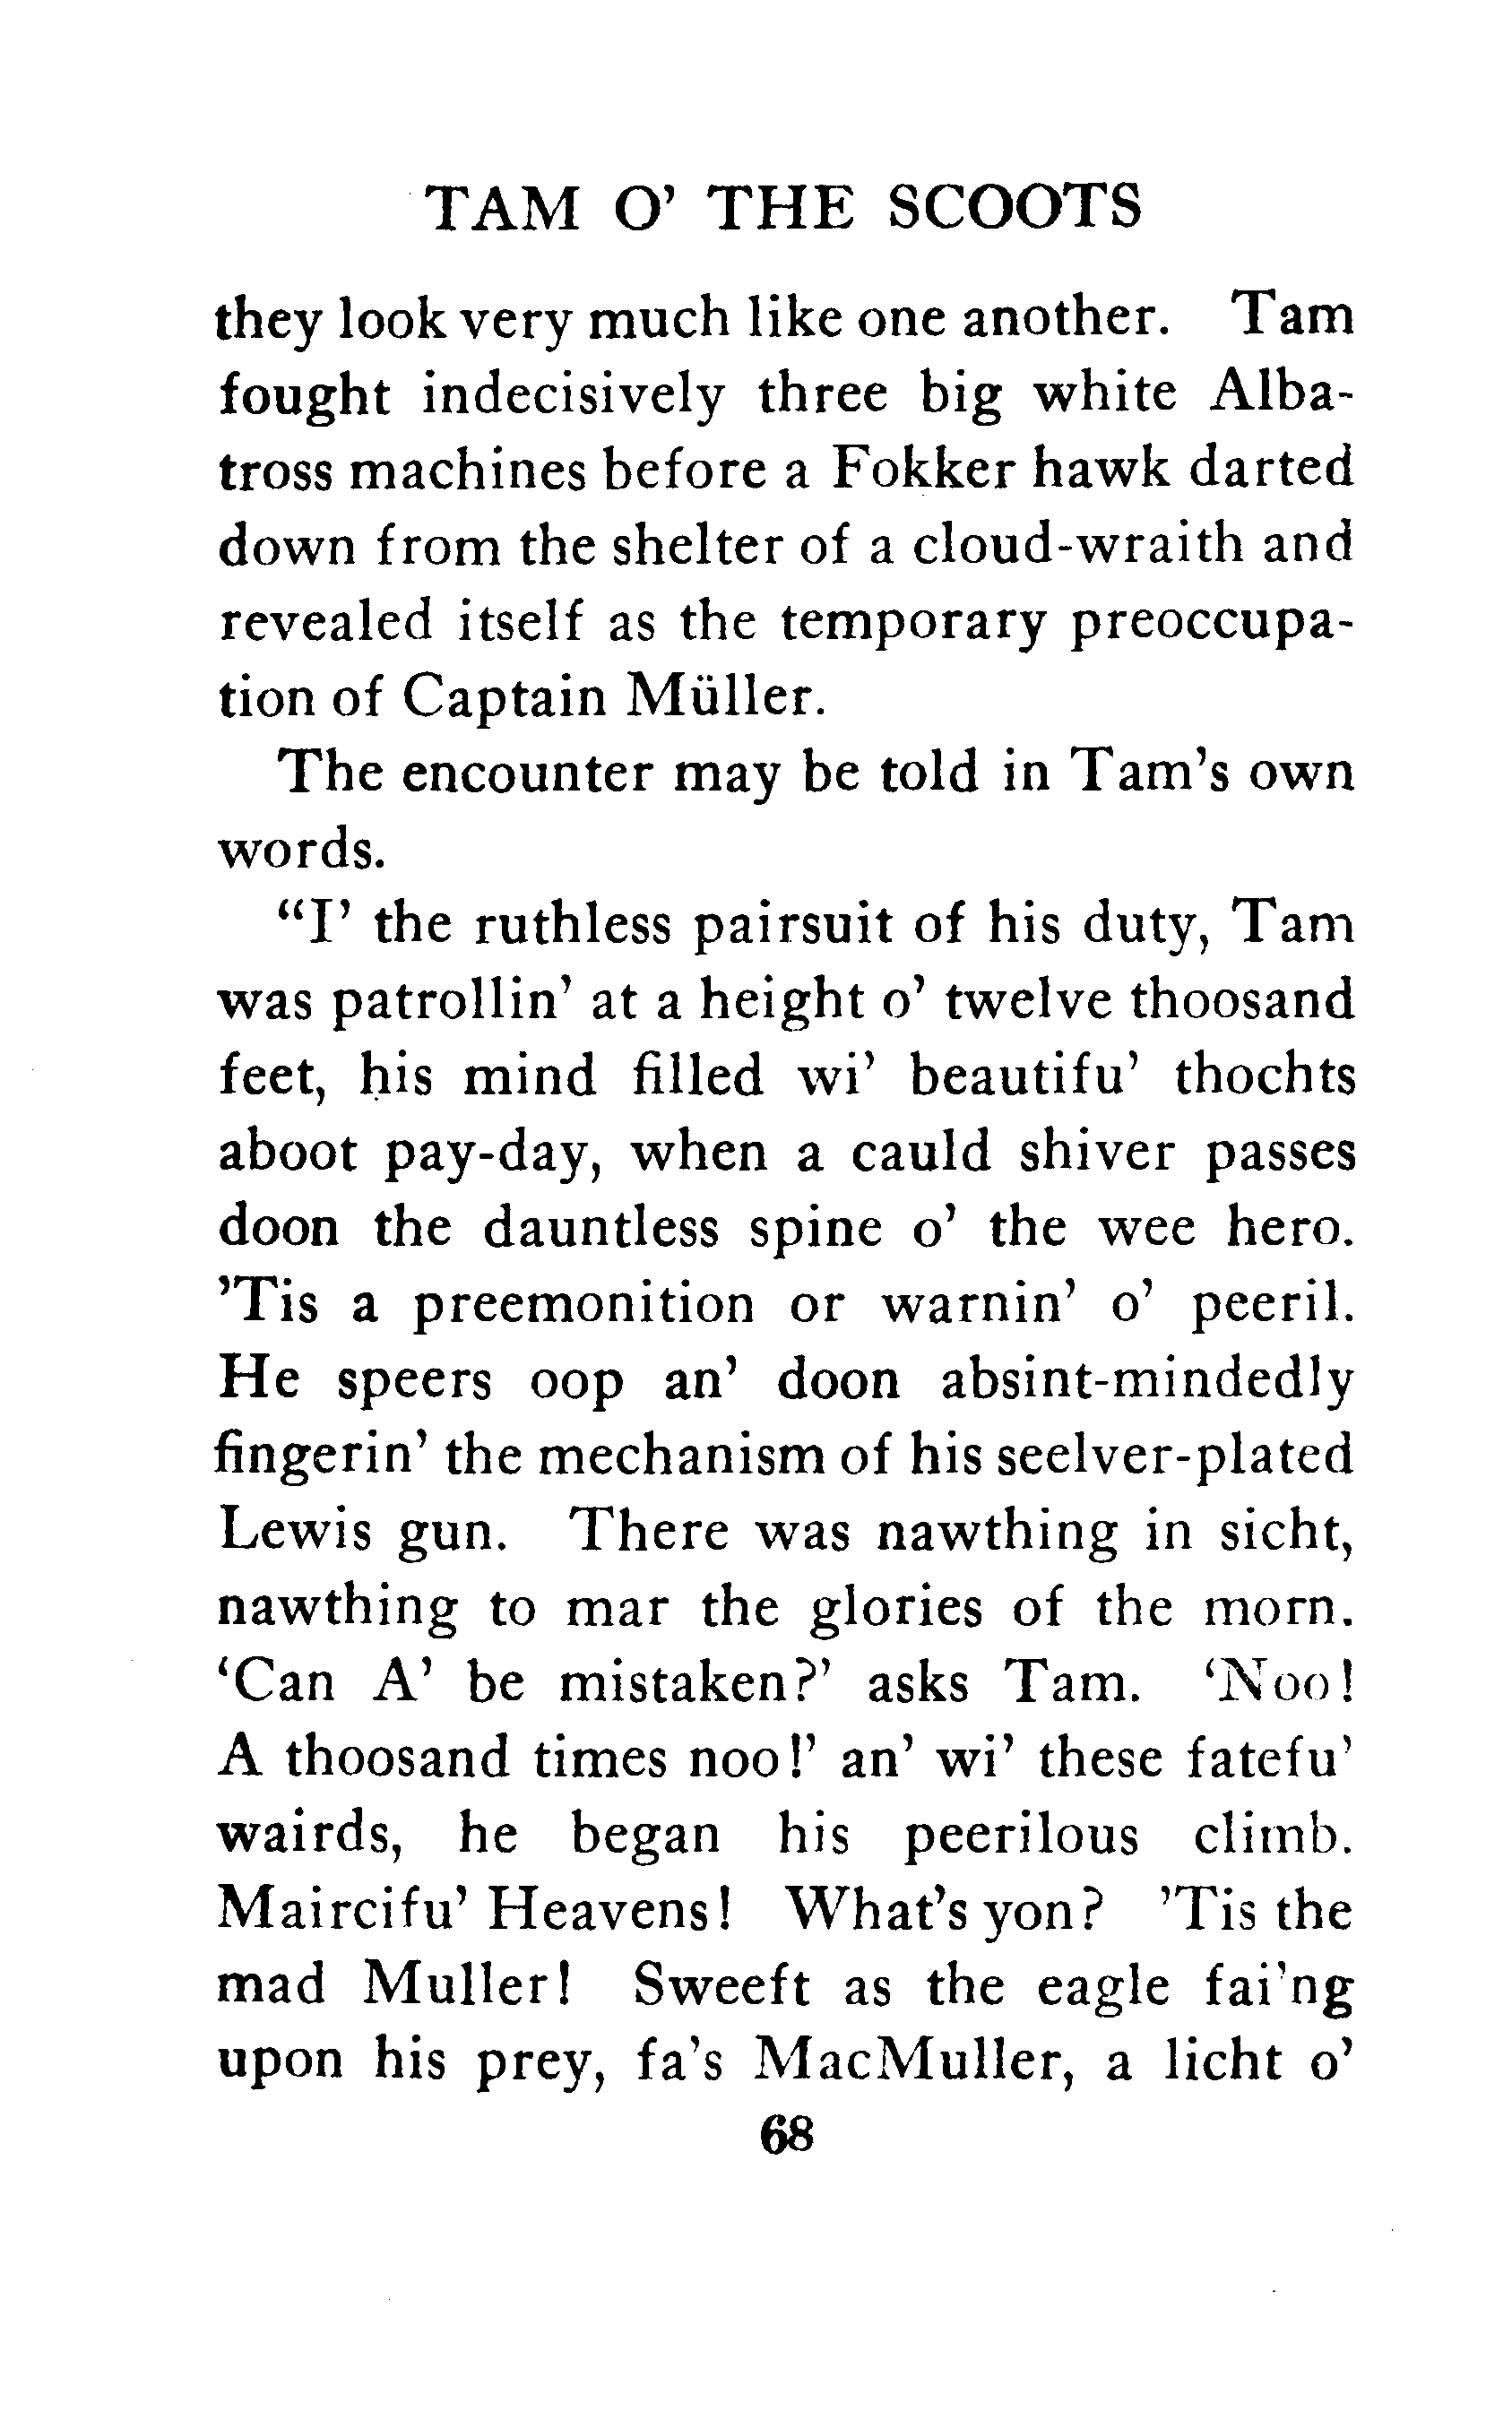 TAM O' THE SCOOTS
they look very much like one another. Tam
fought indecisively three big white Alba-
tross machines before a Fokker hawk darted
down from the shelter of a cloud-wraith and
revealed itself as the temporary preoccupa-
tion of Captain Müller.
The encounter may be told in Tam's own
words.
“I’ the ruthless pairsuit of his duty, Tam
was patrollin’ at a height o’ twelve thoosand
feet, his mind filled wi’ beautifu’ thochts
aboot pay-day, when a cauld shiver passes
doon the dauntless spine o’ the wee hero.
’Tis a preemonition or warnin’ o’ peeril.
He speers oop an’ doon absint-mindedly
fingerin’ the mechanism of his seelver-plated
Lewis gun. There was nawthing in sicht,
nawthing to mar the glories of the morn.
‘Can A’ be mistaken?’ asks Tam. ‘Noo!
A thoosand times noo!’ an’ wi’ these fatefu’
wairds, he began his peerilous climb.
Maircifu’ Heavens! What’s yon? ’Tis the
mad Muller! Sweeft as the eagle fai’ng
upon his prey, fa’s MacMuller, a licht o’
68